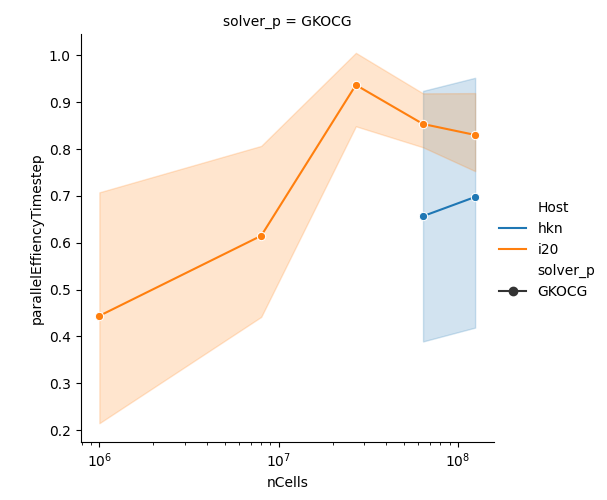 solver_p = GKOCG
parallelEffiencyTimestep
1.0
0.9
0.8
0.7
0.6
0.5
0.4
0.3
0.2
10^6
10^7
10^8
nCells
Host
hkn
i20
solver_p
GKOCG